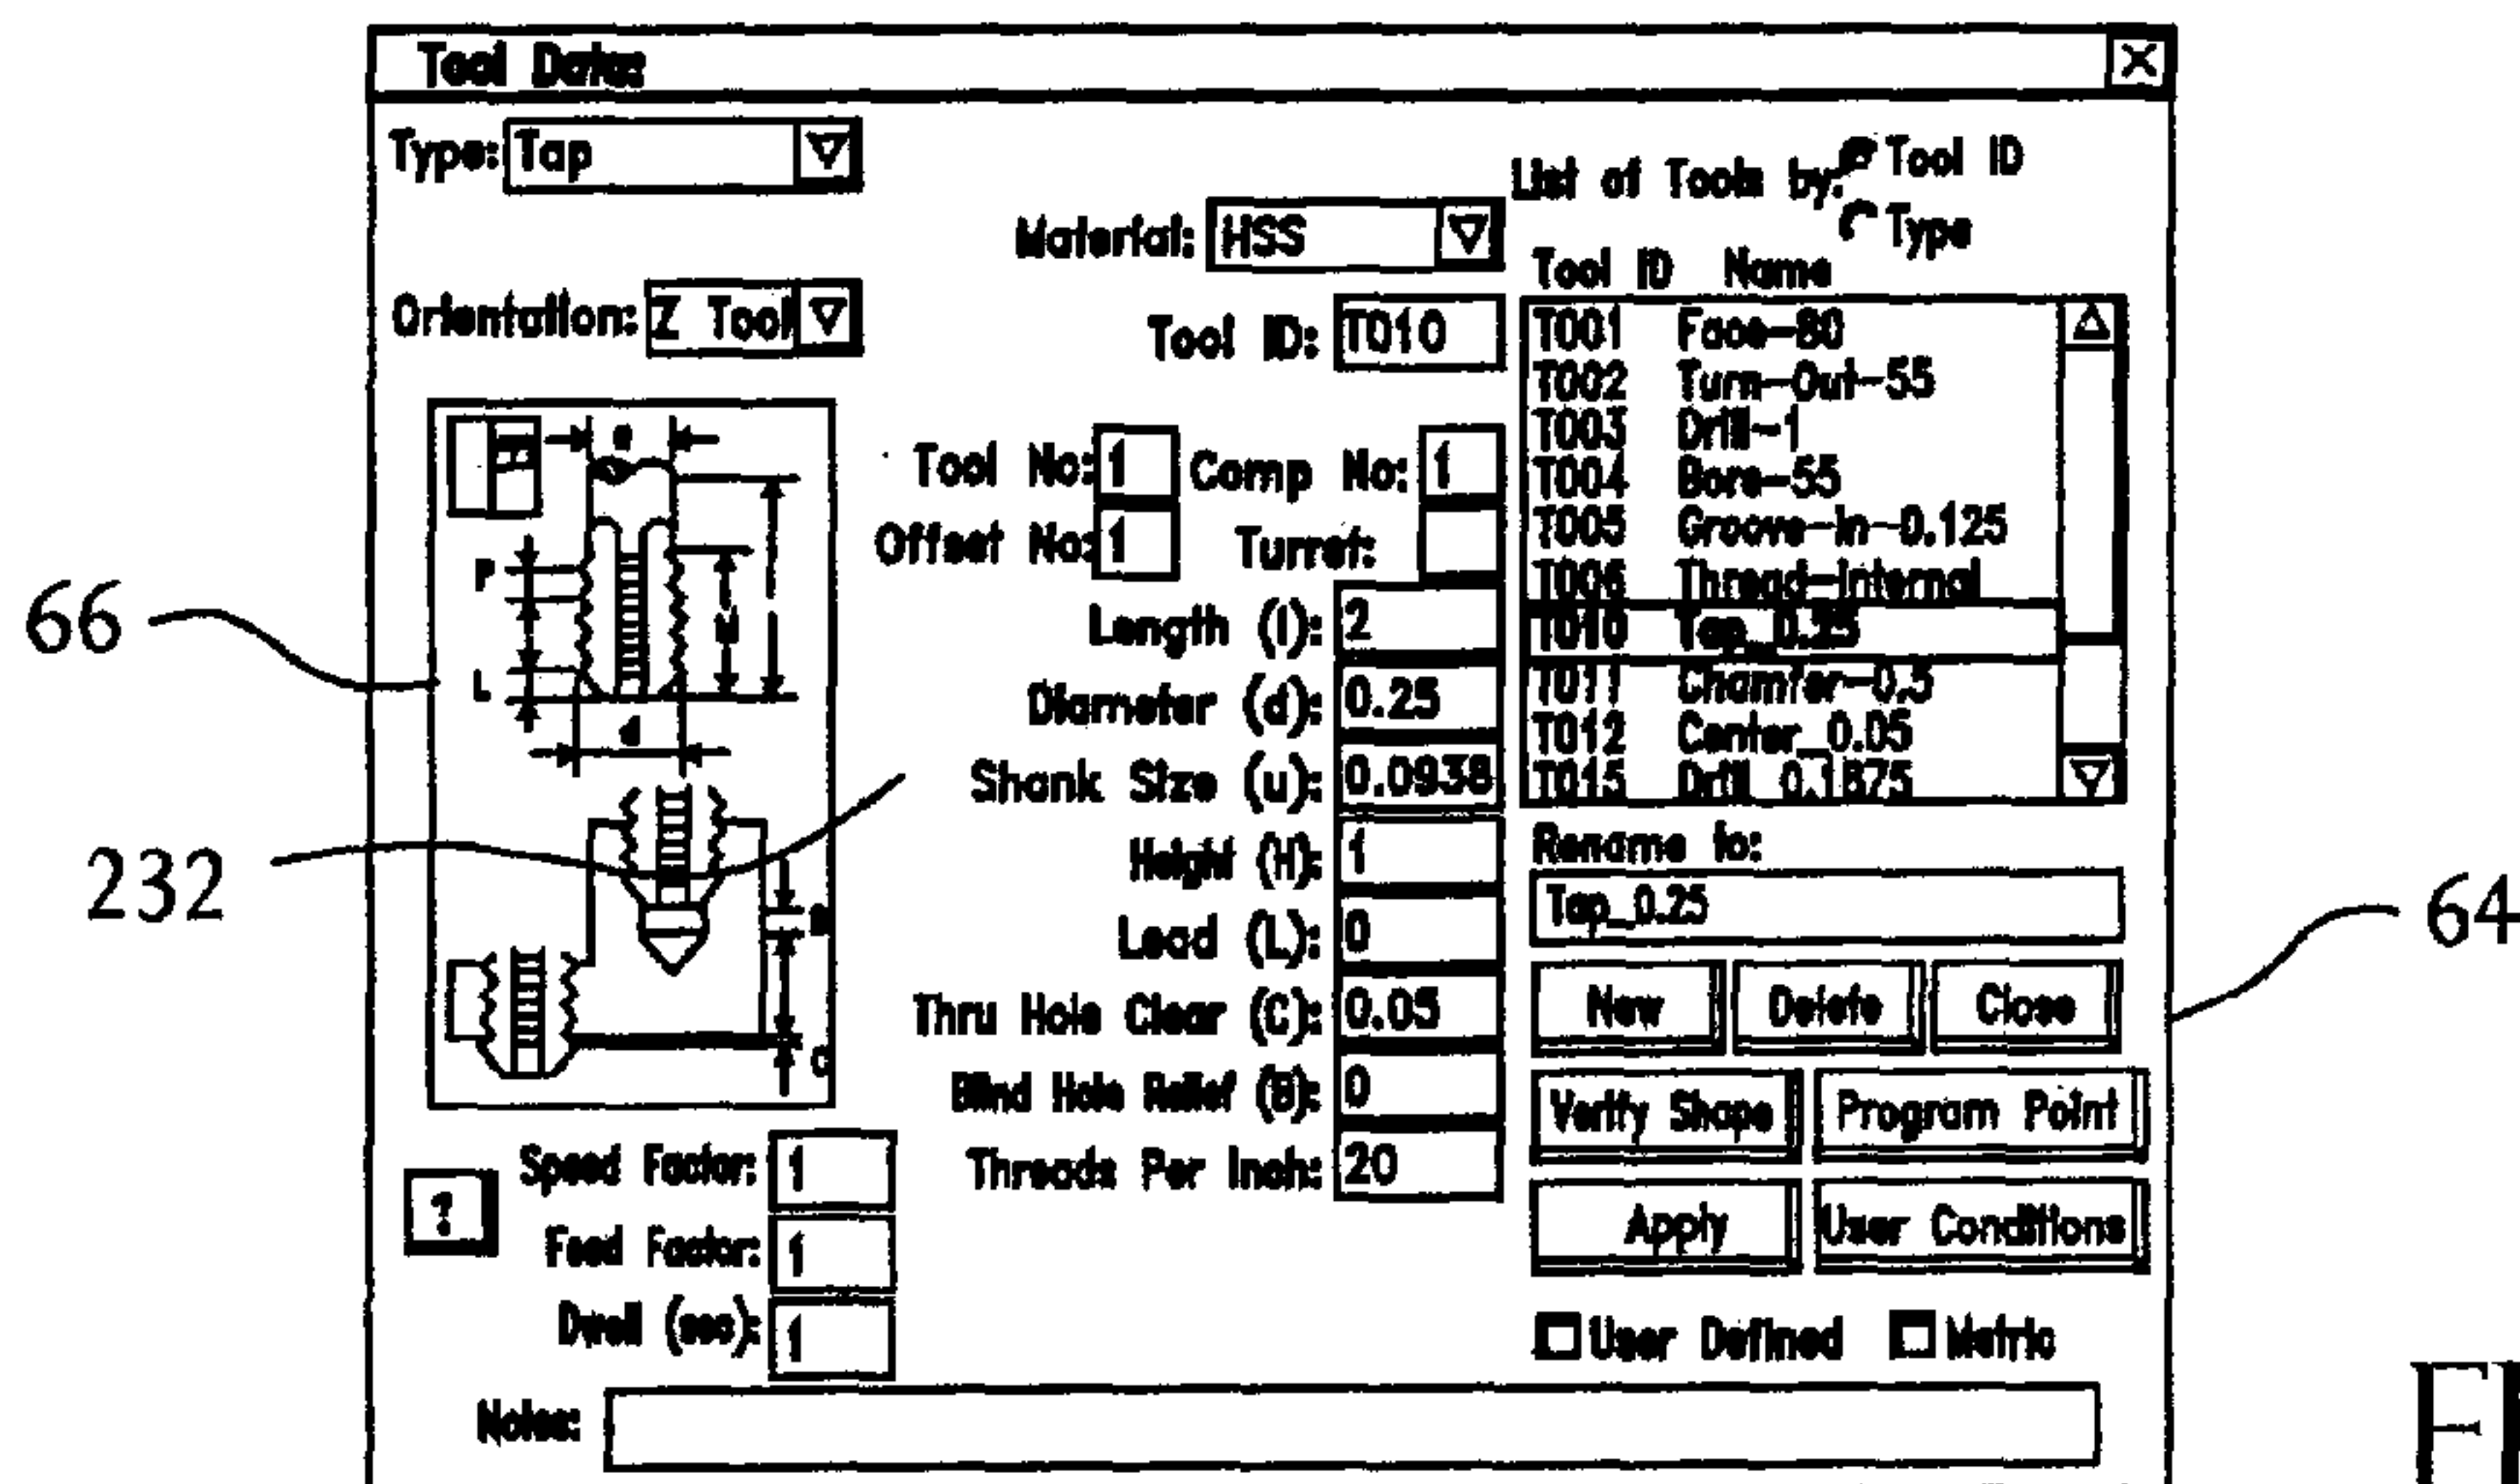 Tool Data
Type: Tap
List of Tools by: Tool ID
Type
Material: HSS
Orientation: Z Tool
Tool ID: T010
Tool ID Name
T001 Face-80
T002 Turn-Out-55
T003 Drill-1
T004 Bore-55
T005 Groove-in-0.125
T006 Thread-Internal
T010 Tap_0.25
T011 Chamfer-0.5
T012 Center_0.05
T015 Drill_0.1875
Tool No: 1 Comp No: 1
Offset No: 1 Turret:
Length (l): 2
Diameter (d): 0.25
Shank Size (u): 0.0938
Height (H): 1
Lead (L): 0
Thru Hole Clear (C): 0.05
Blind Hole Relief (B): 0
Threads Per Inch: 20
P
L
d
C
66
232
64
Rename to:
Tap_0.25
New Delete Close
Verify Shape Program Point
Apply User Conditions
?
Speed Factor: 1
Feed Factor: 1
Dwell (sec): 1
User Defined Metric
Notes: